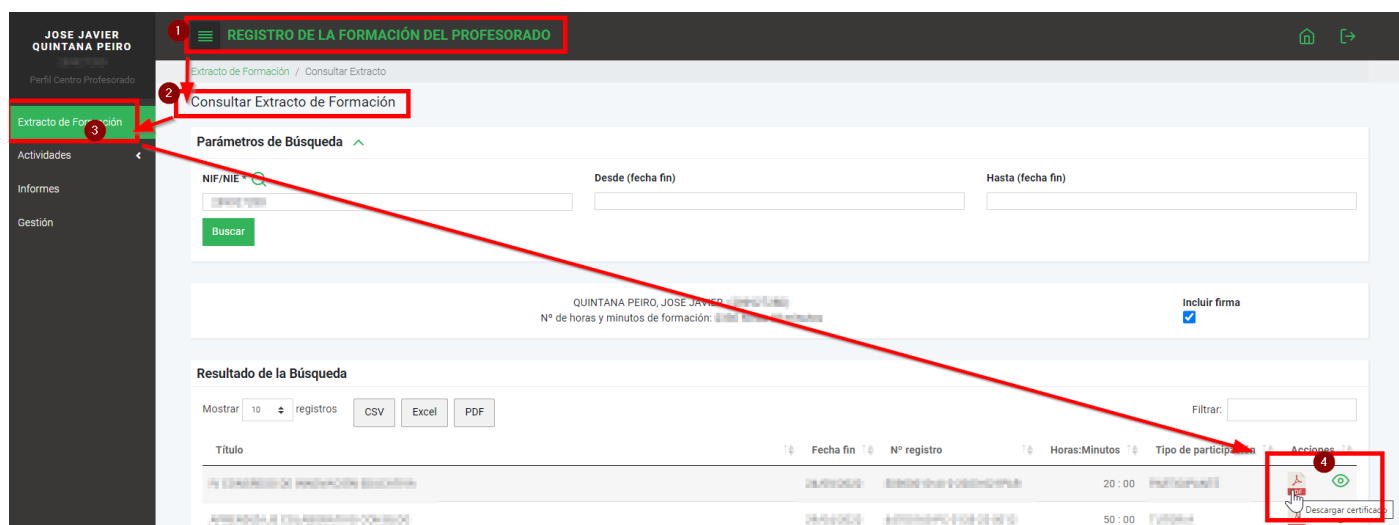 JOSE JAVIER
QUINTANA PEIRO
Perfil Centro Profesorado
Extracto de Formación
3
Actividades
Informes
Gestión
1
REGISTRO DE LA FORMACIÓN DEL PROFESORADO
Extracto de Formación / Consultar Extracto
2
Consultar Extracto de Formación
Parámetros de Búsqueda
NIF/NIE * Desde (fecha fin) Hasta (fecha fin)
Buscar
QUINTANA PEIRO, JOSE JAVIER Incluir firma
Nº de horas y minutos de formación:
Resultado de la Búsqueda
Mostrar 10 registros CSV Excel PDF Filtrar:
Título Fecha fin Nº registro Horas:Minutos Tipo de participación Acciones
4
20 : 00 PDF
Descargar certificado
50 : 00